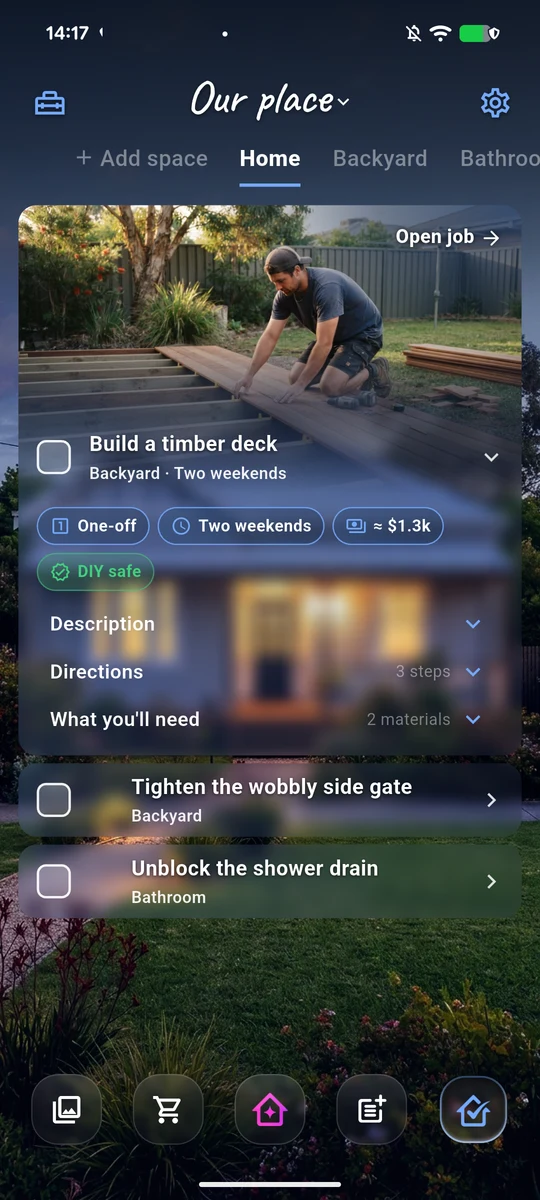 14:17
Our place
+ Add space Home Backyard Bathroo
Open job →
Build a timber deck
Backyard · Two weekends
One-off Two weekends ≈ $1.3k
DIY safe
Description
Directions 3 steps
What you'll need 2 materials
Tighten the wobbly side gate
Backyard
Unblock the shower drain
Bathroom